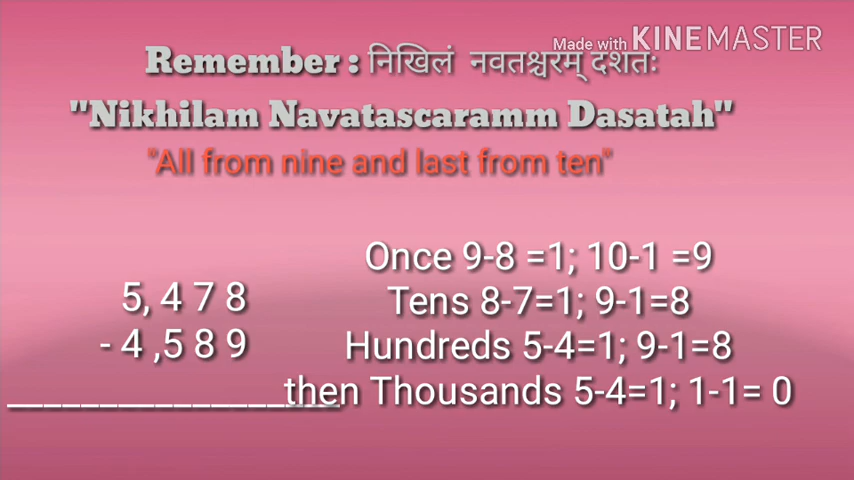 Made with KINEMASTER
Remember : निखिलं नवतश्चरम् दशतः
"Nikhilam Navatascaramm Dasatah"
"All from nine and last from ten"
Once 9-8 =1; 10-1 =9
5, 4 7 8
Tens 8-7=1; 9-1=8
- 4 ,5 8 9
Hundreds 5-4=1; 9-1=8
then Thousands 5-4=1; 1-1= 0